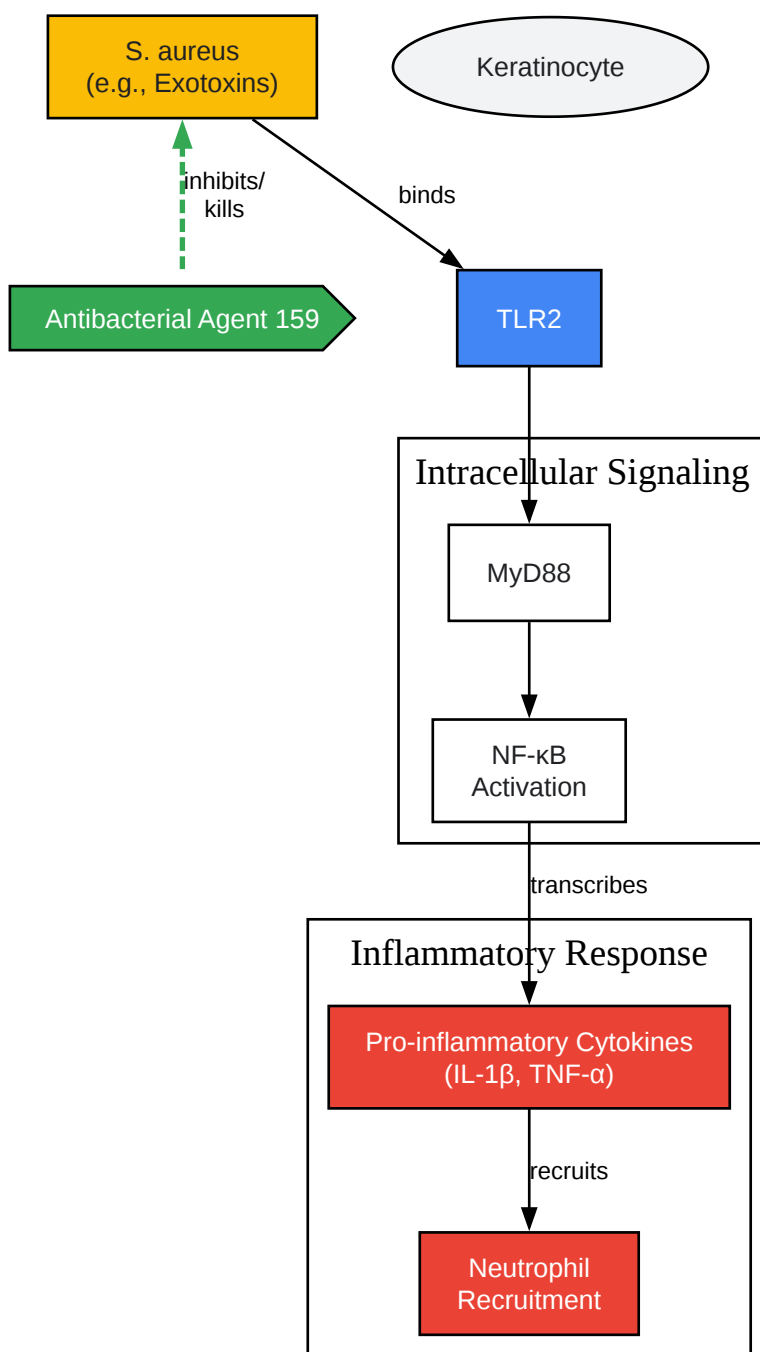 S. aureus
(e.g., Exotoxins)
Keratinocyte
inhibits/
kills
binds
Antibacterial Agent 159
TLR2
Intracellular Signaling
MyD88
NF-κB
Activation
transcribes
Inflammatory Response
Pro-inflammatory Cytokines
(IL-1β, TNF-α)
recruits
Neutrophil
Recruitment